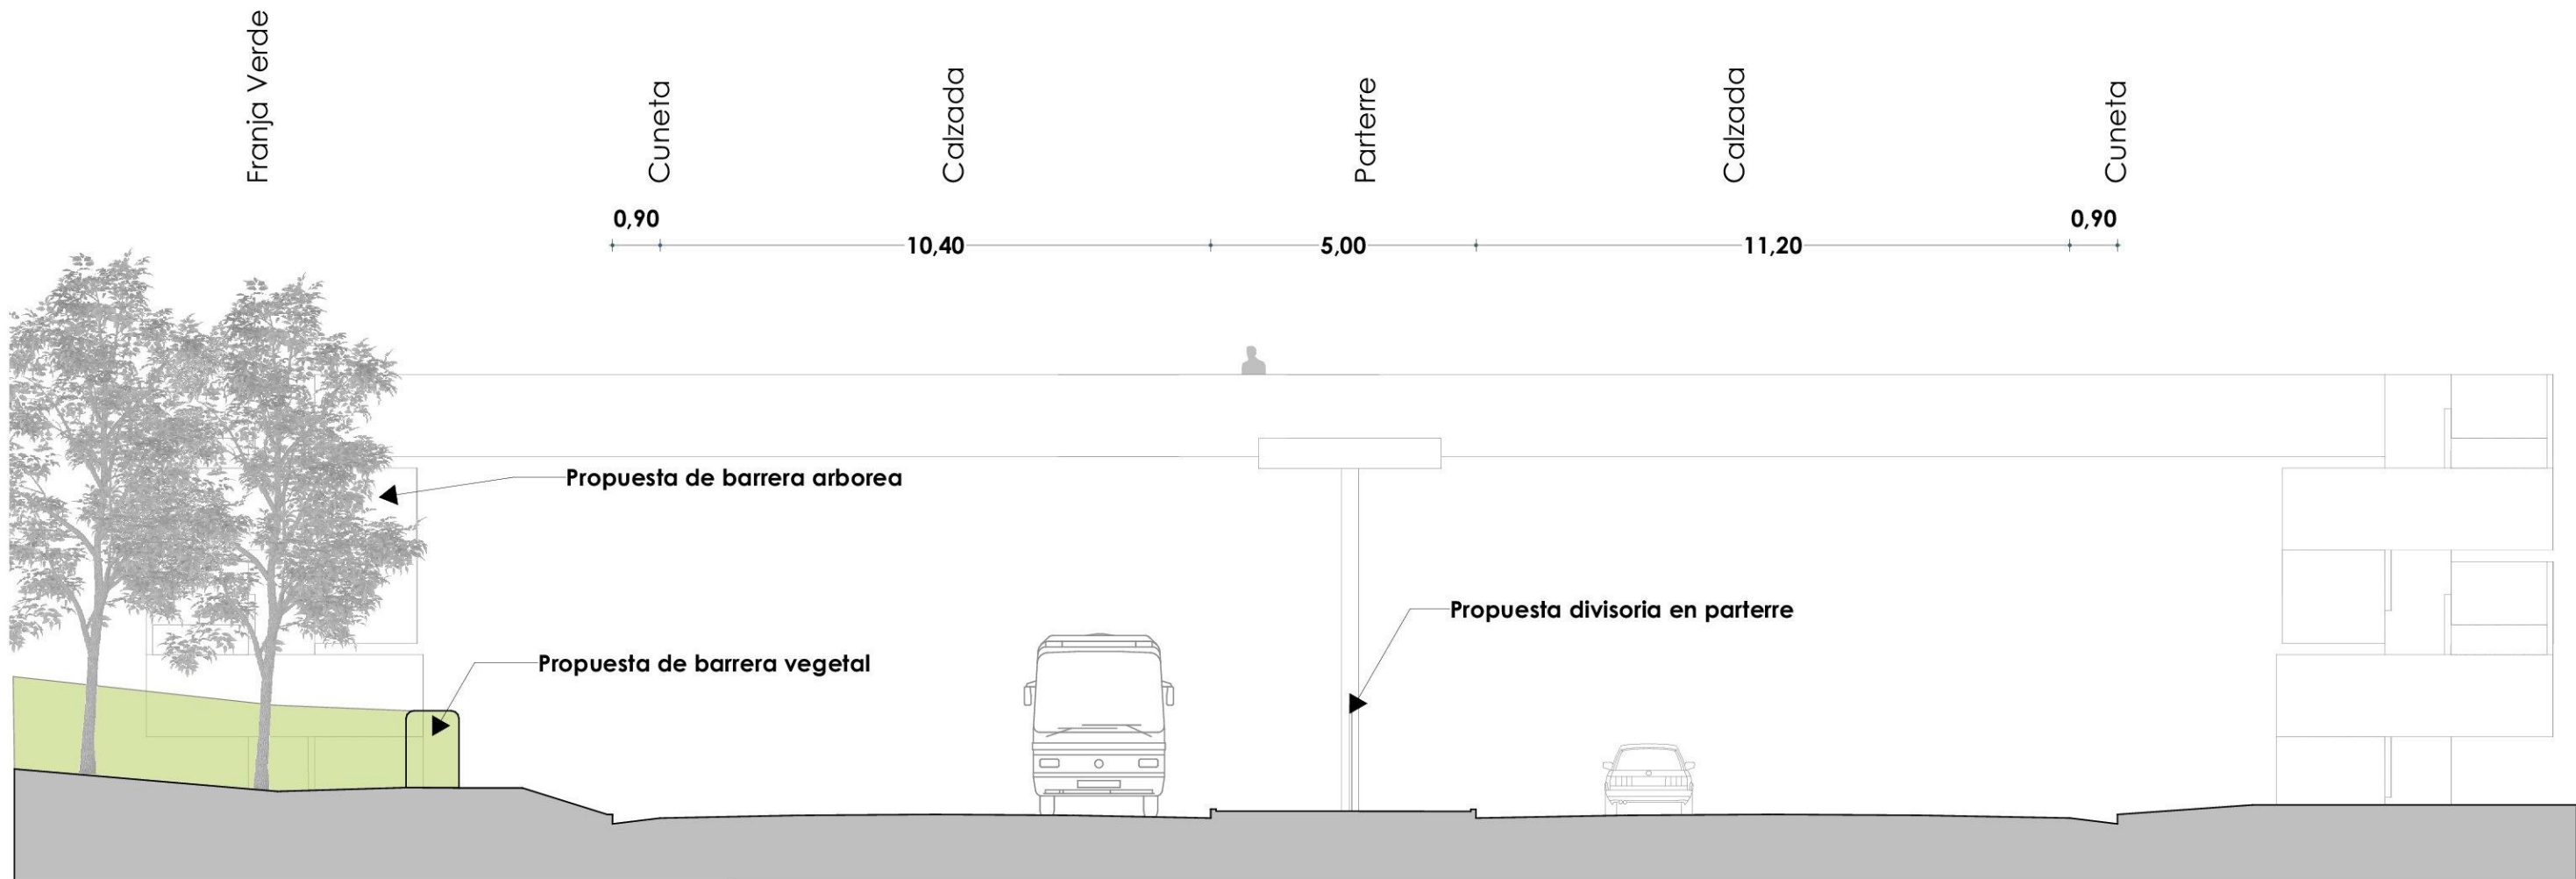 Franja Verde
Cuneta
Calzada
Parterre
Calzada
Cuneta
0,90
10,40
5,00
11,20
0,90
Propuesta de barrera arborea
Propuesta divisoria en parterre
Propuesta de barrera vegetal